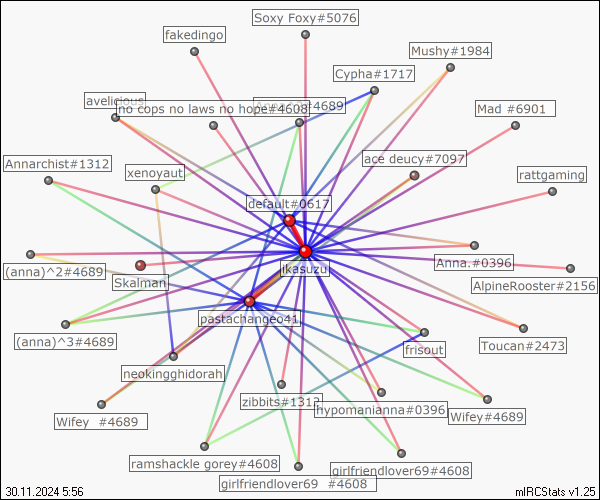 Soxy Foxy#5076
fakedingo
Mushy#1984
Cypha#1717
avelicious
no cops no laws no hope#4608
#4689
Mad #6901
Annarchist#1312
xenoyaut
ace deucy#7097
rattgaming
default#0617
(anna)^2#4689
Skalman
jkasuzu
Anna.#0396
AlpineRooster#2156
pastachangeo41
(anna)^3#4689
frisout
Toucan#2473
neokingghidorah
zibbits#1312
hypomanianna#0396
Wifey #4689
Wifey#4689
ramshackle gorey#4608
girlfriendlover69#4608
girlfriendlover69 #4608
30.11.2024 5:56
mIRCStats v1.25